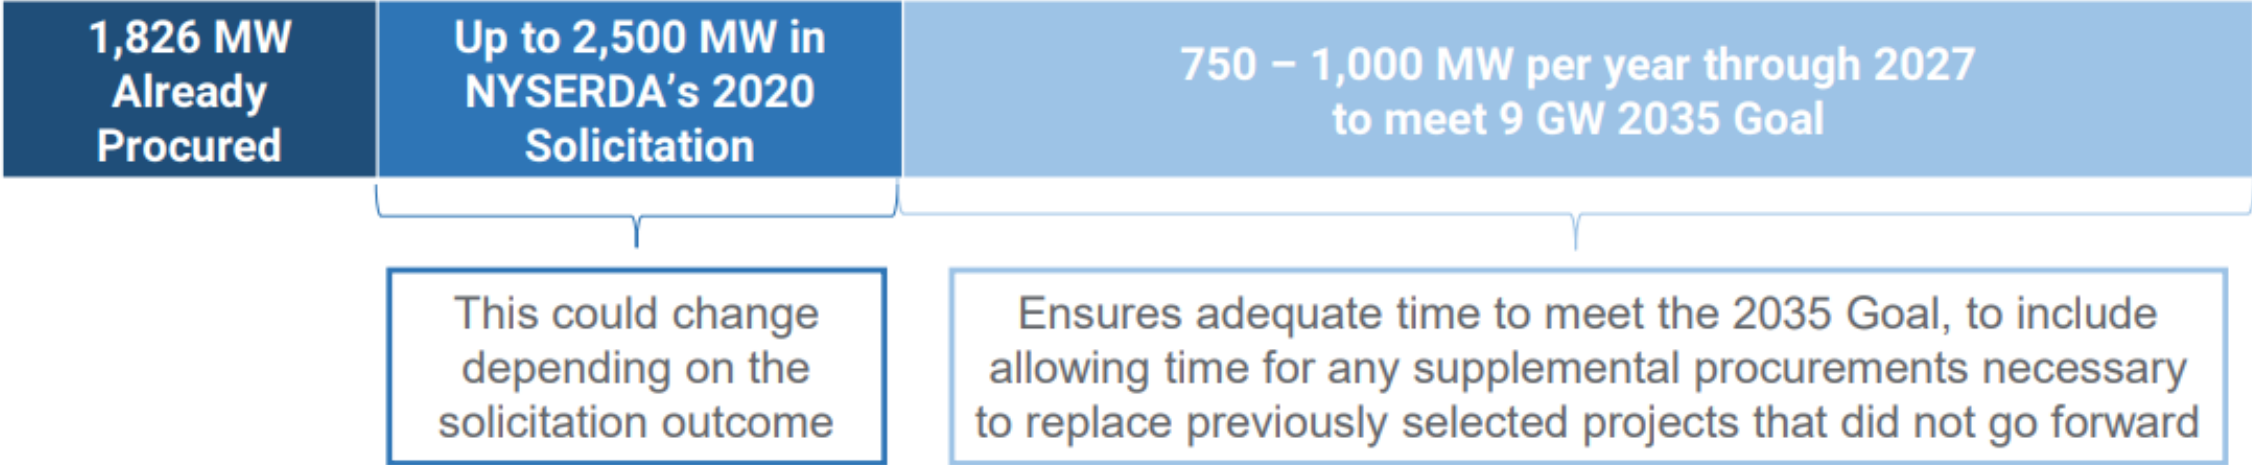 1,826 MW
Already
Procured
Up to 2,500 MW in
NYSERDA's 2020
Solicitation
750 – 1,000 MW per year through 2027
to meet 9 GW 2035 Goal
This could change
depending on the
solicitation outcome
Ensures adequate time to meet the 2035 Goal, to include
allowing time for any supplemental procurements necessary
to replace previously selected projects that did not go forward